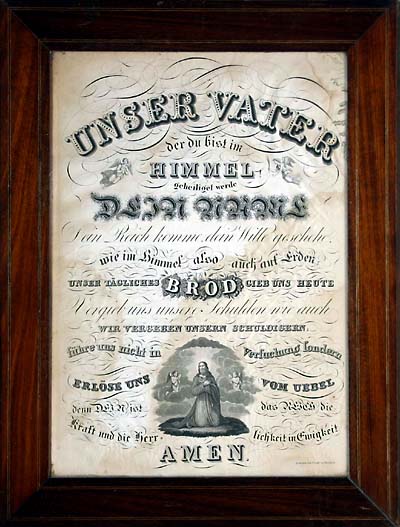 UNSER VATER
der du bist im
HIMMEL
geheiliget werde
DEIN NAME
Dein Reich komme, dein Wille geschehe,
wie im Himmel also auch auf Erden
UNSER TÆGLICHES BROD GIEB UNS HEUTE
Vergieb uns unsere Schulden wie auch
WIR VERGEBEN UNSERN SCHULDIGERN.
führe uns nicht in Versuchung sondern
ERLÖSE UNS VOM UEBEL
denn DEIN ist das REICH die
Kraft und die Herr- lichkeit in Ewigkeit
AMEN.